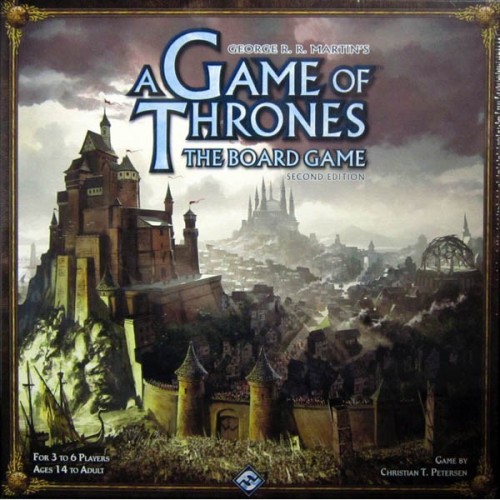 GEORGE R. R. MARTIN'S
A GAME OF
THRONES
THE BOARD GAME
SECOND EDITION
FOR 3 TO 6 PLAYERS
AGES 14 TO ADULT
GAME BY
CHRISTIAN T. PETERSEN